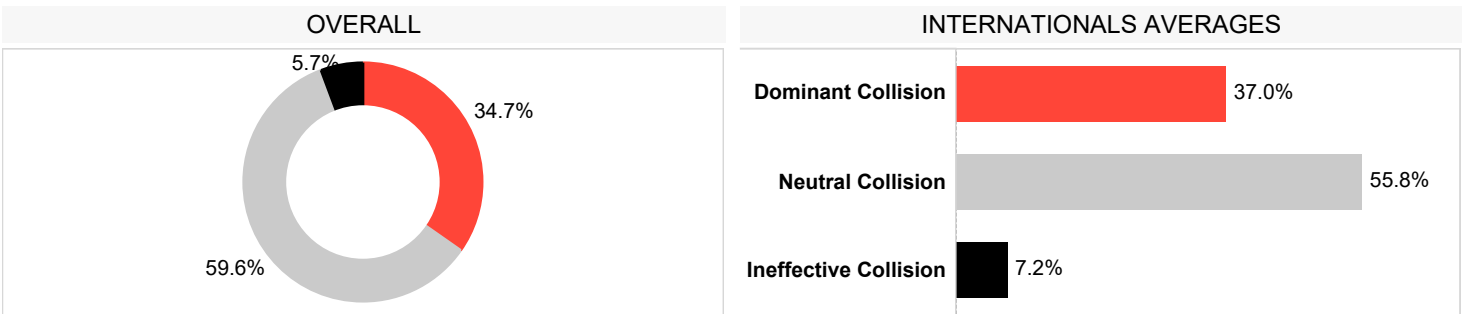 OVERALL
5.7%
34.7%
59.6%
INTERNATIONALS AVERAGES
Dominant Collision 37.0%
Neutral Collision 55.8%
Ineffective Collision 7.2%